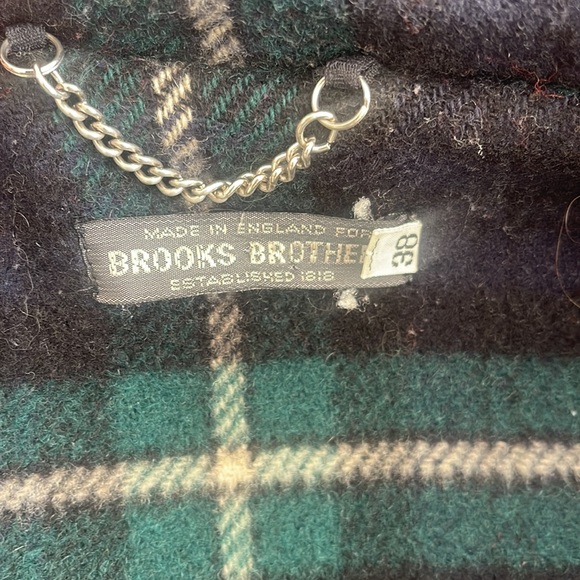 MADE IN ENGLAND FOR
BROOKS BROTHE
ESTABLISHED 1818
38